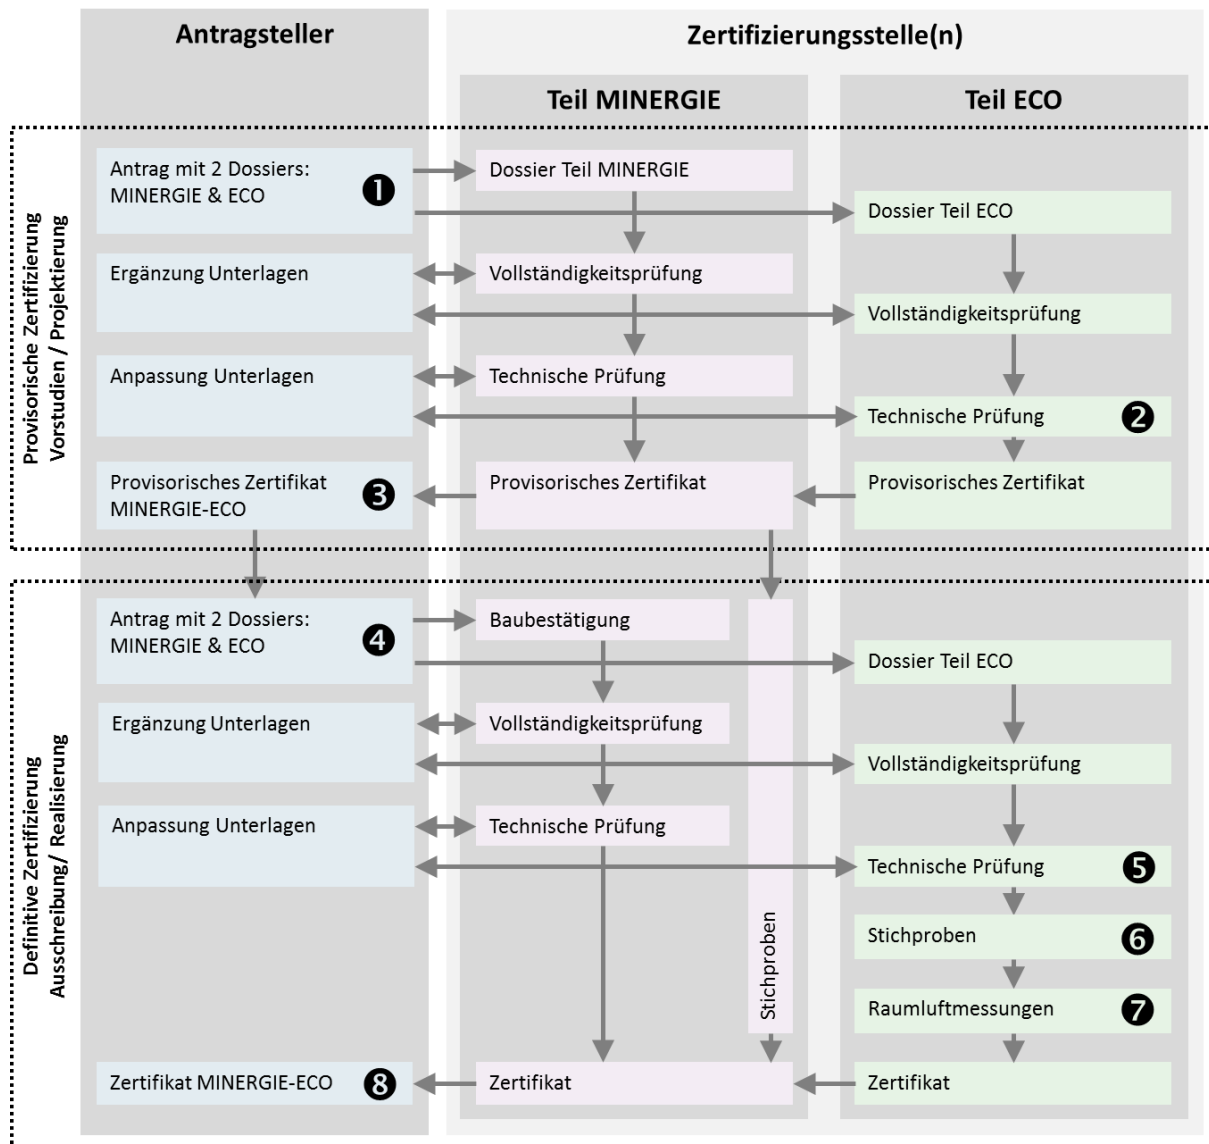 Antragsteller
Zertifizierungsstelle(n)
Teil MINERGIE
Teil ECO
Provisorische Zertifizierung
Vorstudien / Projektierung
Antrag mit 2 Dossiers:
MINERGIE & ECO
1
Dossier Teil MINERGIE
Dossier Teil ECO
Ergänzung Unterlagen
Vollständigkeitsprüfung
Vollständigkeitsprüfung
Anpassung Unterlagen
Technische Prüfung
Technische Prüfung
2
Provisorisches Zertifikat
MINERGIE-ECO
3
Provisorisches Zertifikat
Provisorisches Zertifikat
Definitive Zertifizierung
Ausschreibung/ Realisierung
Antrag mit 2 Dossiers:
MINERGIE & ECO
4
Baubestätigung
Dossier Teil ECO
Ergänzung Unterlagen
Vollständigkeitsprüfung
Vollständigkeitsprüfung
Anpassung Unterlagen
Technische Prüfung
Technische Prüfung
5
Stichproben
Stichproben
6
Raumluftmessungen
7
Zertifikat MINERGIE-ECO
8
Zertifikat
Zertifikat